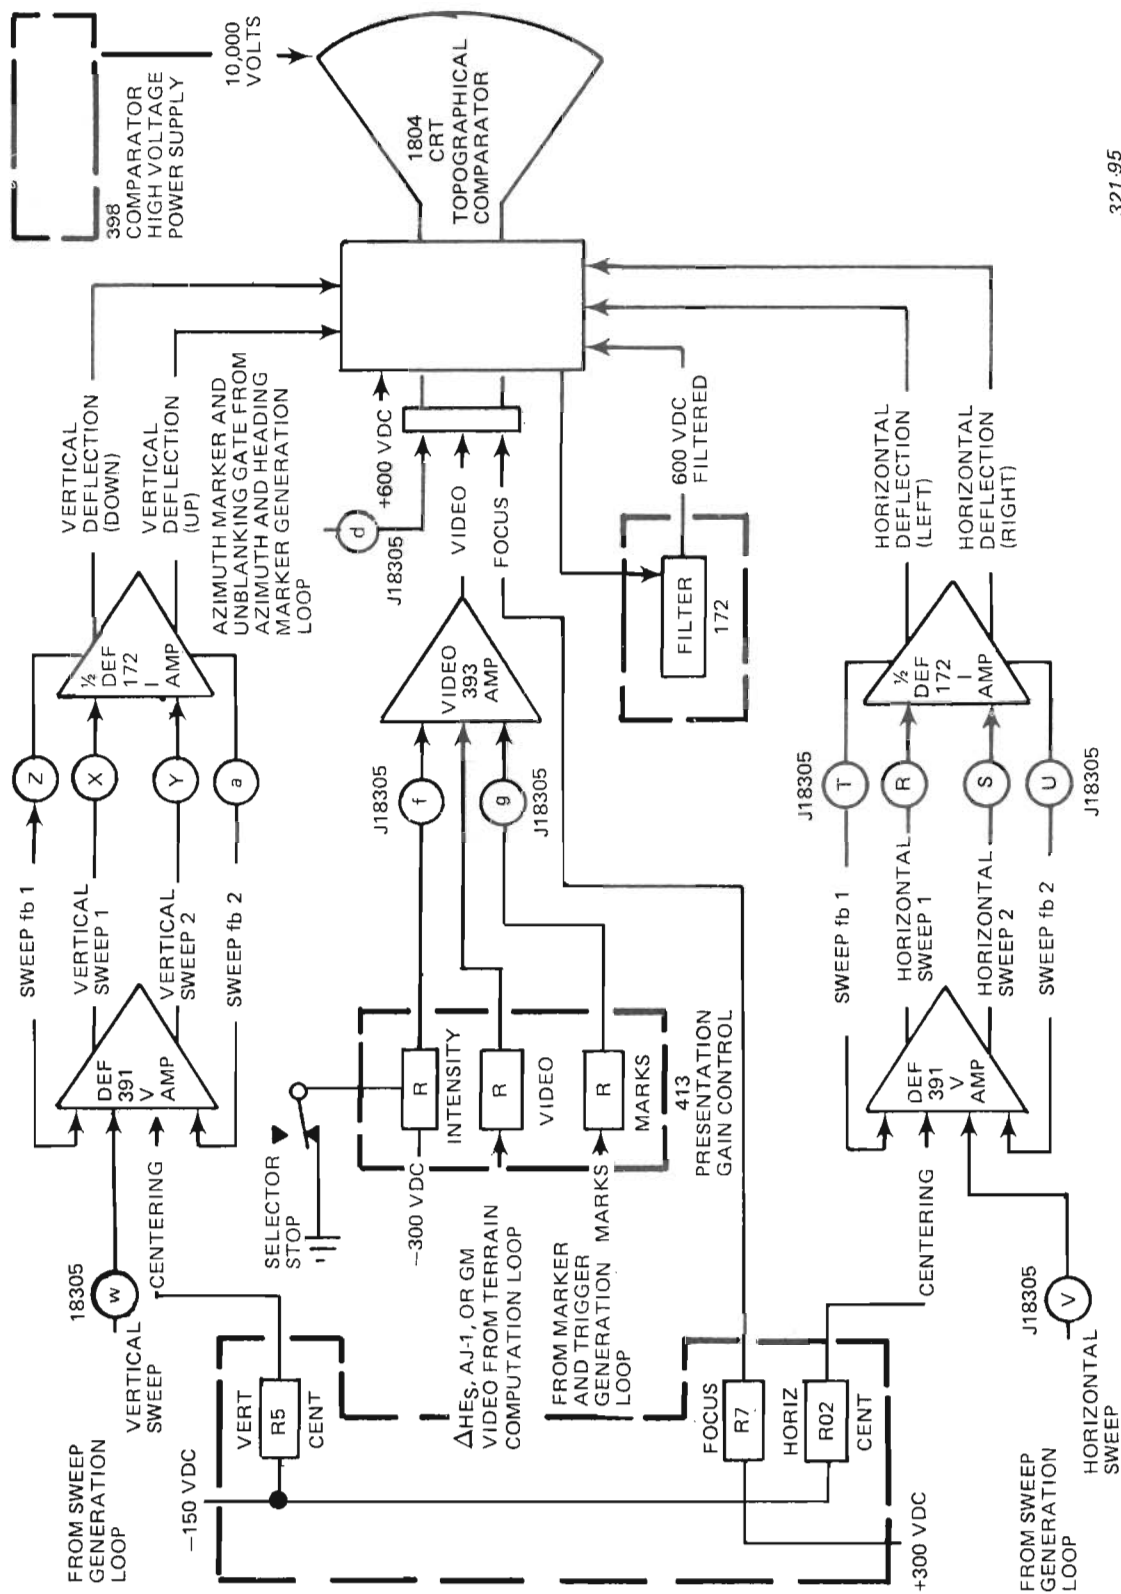 FROM SWEEP
GENERATION
LOOP
-150 VDC
VERTICAL
SWEEP
18305
w
CENTERING
VERT
R5
CENT
DEF
391
V
AMP
SWEEP fb 1
VERTICAL
SWEEP 1
VERTICAL
SWEEP 2
SWEEP fb 2
Z
X
Y
a
½
DEF
172
I
AMP
VERTICAL
DEFLECTION
(DOWN)
VERTICAL
DEFLECTION
(UP)
398
COMPARATOR
HIGH VOLTAGE
POWER SUPPLY
10,000
VOLTS
1804
CRT
TOPOGRAPHICAL
COMPARATOR
AZIMUTH MARKER AND
UNBLANKING GATE FROM
AZIMUTH AND HEADING
MARKER GENERATION
LOOP
d
J18305
+600 VDC
SELECTOR
STOP
-300 VDC
R
INTENSITY
R
VIDEO
R
MARKS
413
PRESENTATION
GAIN CONTROL
ΔHES, AJ-1, OR GM
VIDEO FROM TERRAIN
COMPUTATION LOOP
FROM MARKER
AND TRIGGER
GENERATION MARKS
LOOP
J18305
f
g
J18305
VIDEO
393
AMP
VIDEO
FOCUS
FILTER
172
600 VDC
FILTERED
FOCUS
R7
HORIZ
R02
CENT
+300 VDC
CENTERING
FROM SWEEP
GENERATION
LOOP
HORIZONTAL
SWEEP
J18305
V
DEF
391
V
AMP
SWEEP fb 1
HORIZONTAL
SWEEP 1
HORIZONTAL
SWEEP 2
SWEEP fb 2
J18305
T
R
S
U
J18305
½
DEF
172
I
AMP
HORIZONTAL
DEFLECTION
(LEFT)
HORIZONTAL
DEFLECTION
(RIGHT)
321.95